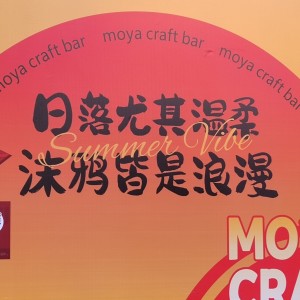 moya craft bar moya craft bar moya craft bar
日落尤其温柔
Summer Vibe
涂鸦皆是浪漫
MO
CRA